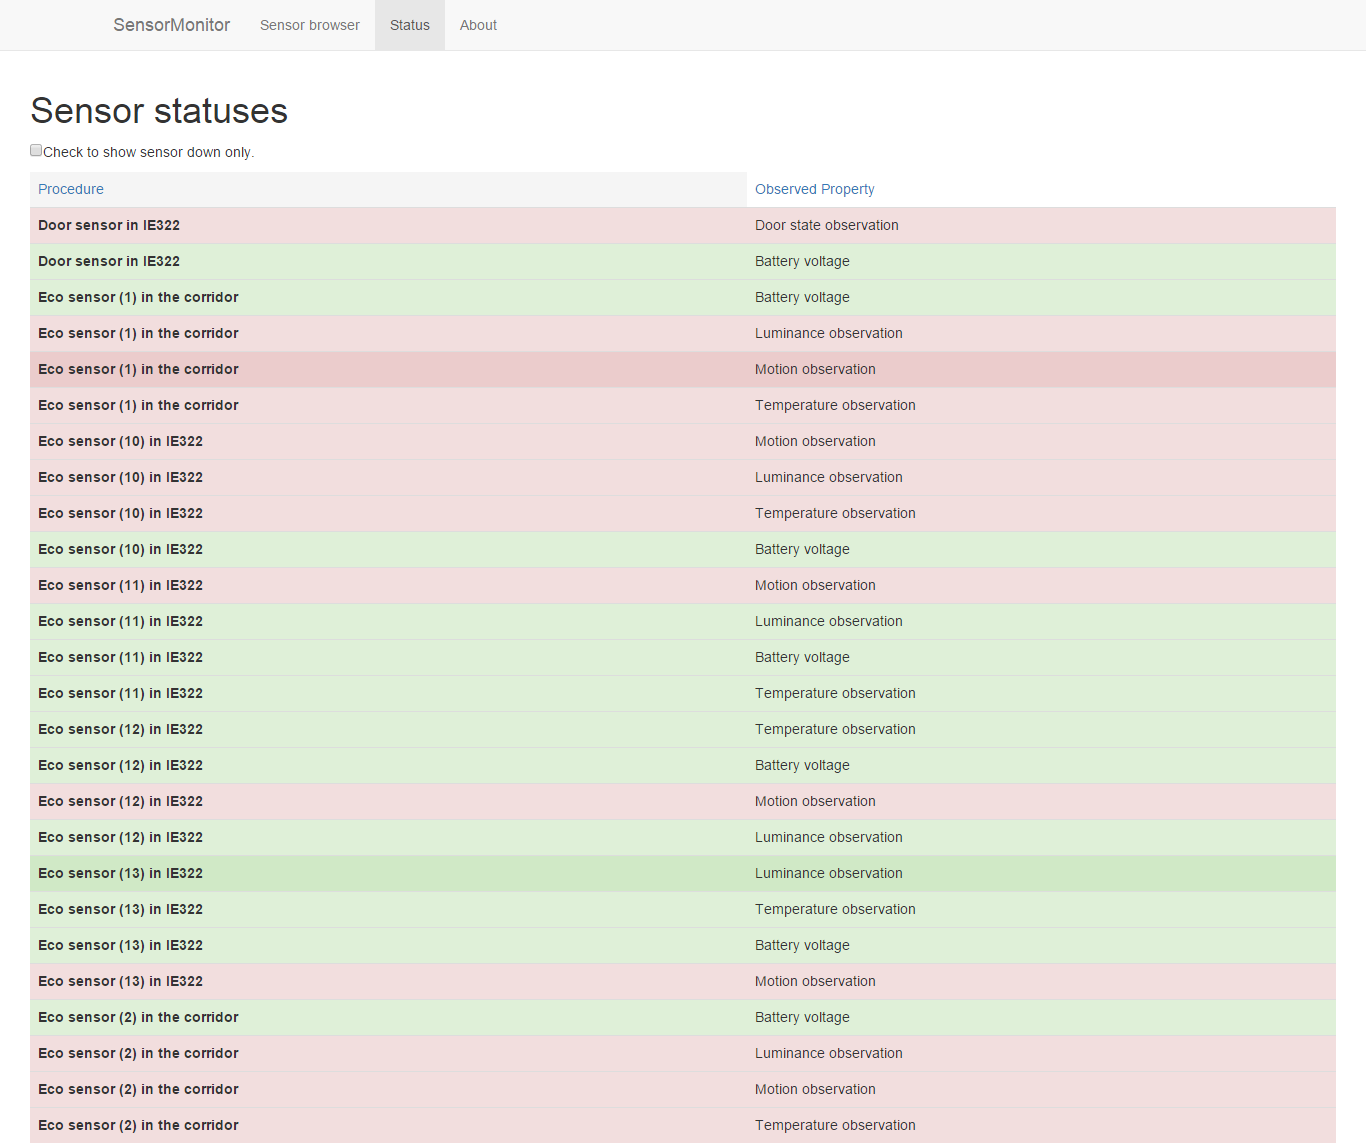 SensorMonitor Sensor browser Status About
Sensor statuses
Check to show sensor down only.
Procedure Observed Property
Door sensor in IE322 Door state observation
Door sensor in IE322 Battery voltage
Eco sensor (1) in the corridor Battery voltage
Eco sensor (1) in the corridor Luminance observation
Eco sensor (1) in the corridor Motion observation
Eco sensor (1) in the corridor Temperature observation
Eco sensor (10) in IE322 Motion observation
Eco sensor (10) in IE322 Luminance observation
Eco sensor (10) in IE322 Temperature observation
Eco sensor (10) in IE322 Battery voltage
Eco sensor (11) in IE322 Motion observation
Eco sensor (11) in IE322 Luminance observation
Eco sensor (11) in IE322 Battery voltage
Eco sensor (11) in IE322 Temperature observation
Eco sensor (12) in IE322 Temperature observation
Eco sensor (12) in IE322 Battery voltage
Eco sensor (12) in IE322 Motion observation
Eco sensor (12) in IE322 Luminance observation
Eco sensor (13) in IE322 Luminance observation
Eco sensor (13) in IE322 Temperature observation
Eco sensor (13) in IE322 Battery voltage
Eco sensor (13) in IE322 Motion observation
Eco sensor (2) in the corridor Battery voltage
Eco sensor (2) in the corridor Luminance observation
Eco sensor (2) in the corridor Motion observation
Eco sensor (2) in the corridor Temperature observation